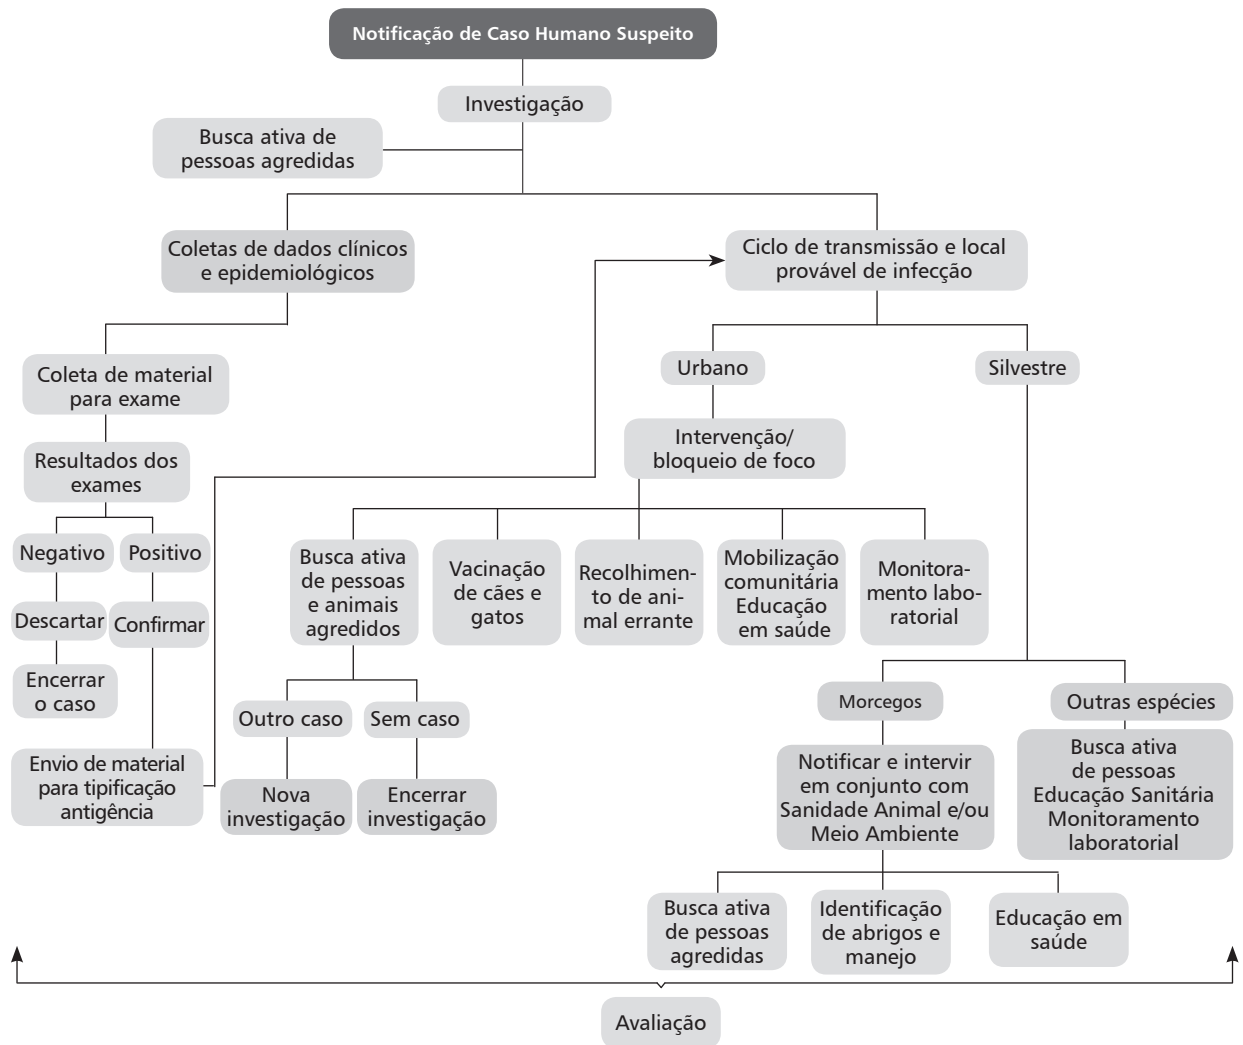 Notificação de Caso Humano Suspeito
Investigação
Busca ativa de
pessoas agredidas
Coletas de dados clínicos
e epidemiológicos
Ciclo de transmissão e local
provável de infecção
Coleta de material
para exame
Urbano
Silvestre
Intervenção/
bloqueio de foco
Resultados dos
exames
Negativo
Positivo
Descartar
Confirmar
Encerrar
o caso
Envio de material
para tipificação
antigência
Busca ativa
de pessoas
e animais
agredidos
Vacinação
de cães e
gatos
Recolhimen-
to de ani-
mal errante
Mobilização
comunitária
Educação
em saúde
Monitora-
mento labo-
ratorial
Outro caso
Sem caso
Nova
investigação
Encerrar
investigação
Morcegos
Outras espécies
Notificar e intervir
em conjunto com
Sanidade Animal e/ou
Meio Ambiente
Busca ativa
de pessoas
Educação Sanitária
Monitoramento
laboratorial
Busca ativa
de pessoas
agredidas
Identificação
de abrigos e
manejo
Educação em
saúde
Avaliação